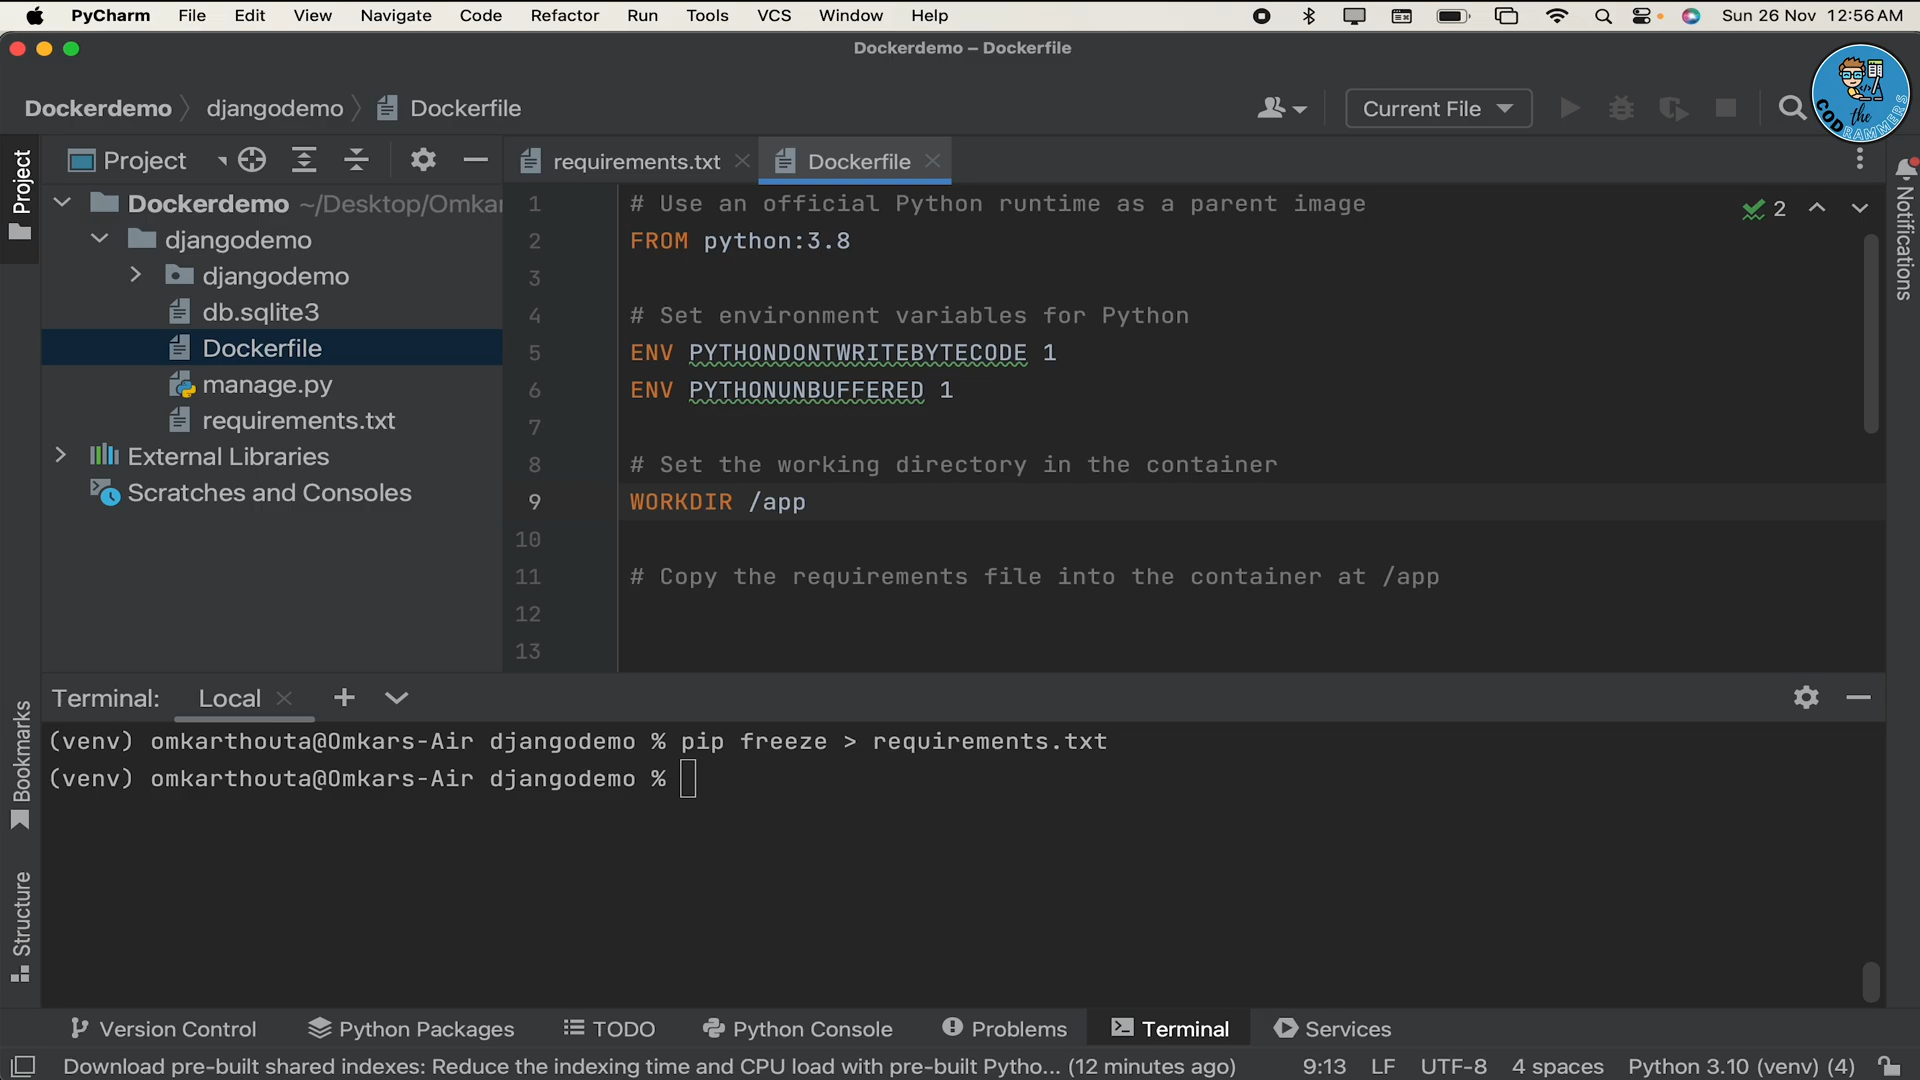 PyCharm File Edit View Navigate Code Refactor Run Tools VCS Window Help Sun 26 Nov 12:56 AM
Dockerdemo – Dockerfile
Dockerdemo djangodemo Dockerfile Current File
in the CODRAMMERS
Project requirements.txt Dockerfile
Project
Notifications
Dockerdemo ~/Desktop/Omkar
djangodemo
djangodemo
db.sqlite3
Dockerfile
manage.py
requirements.txt
External Libraries
Scratches and Consoles
2
1 # Use an official Python runtime as a parent image
2 FROM python:3.8
3
4 # Set environment variables for Python
5 ENV PYTHONDONTWRITEBYTECODE 1
6 ENV PYTHONUNBUFFERED 1
7
8 # Set the working directory in the container
9 WORKDIR /app
10
11 # Copy the requirements file into the container at /app
12
13
Terminal: Local
(venv) omkarthouta@Omkars-Air djangodemo % pip freeze > requirements.txt
(venv) omkarthouta@Omkars-Air djangodemo %
Bookmarks
Structure
Version Control Python Packages TODO Python Console Problems Terminal Services
Download pre-built shared indexes: Reduce the indexing time and CPU load with pre-built Pytho... (12 minutes ago) 9:13 LF UTF-8 4 spaces Python 3.10 (venv) (4)